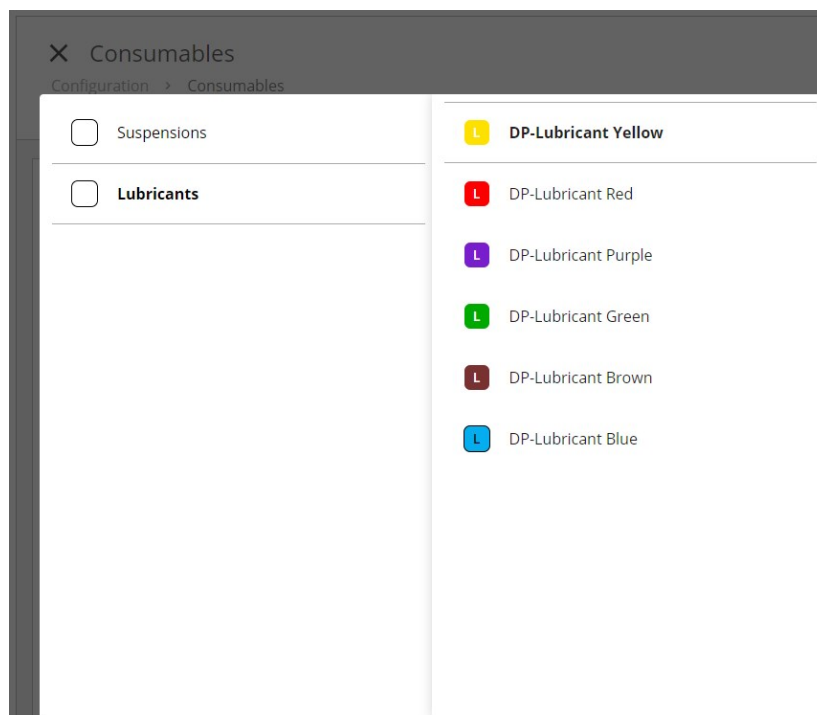 Consumables
Configuration > Consumables
Suspensions
Lubricants
L DP-Lubricant Yellow
L DP-Lubricant Red
L DP-Lubricant Purple
L DP-Lubricant Green
L DP-Lubricant Brown
L DP-Lubricant Blue